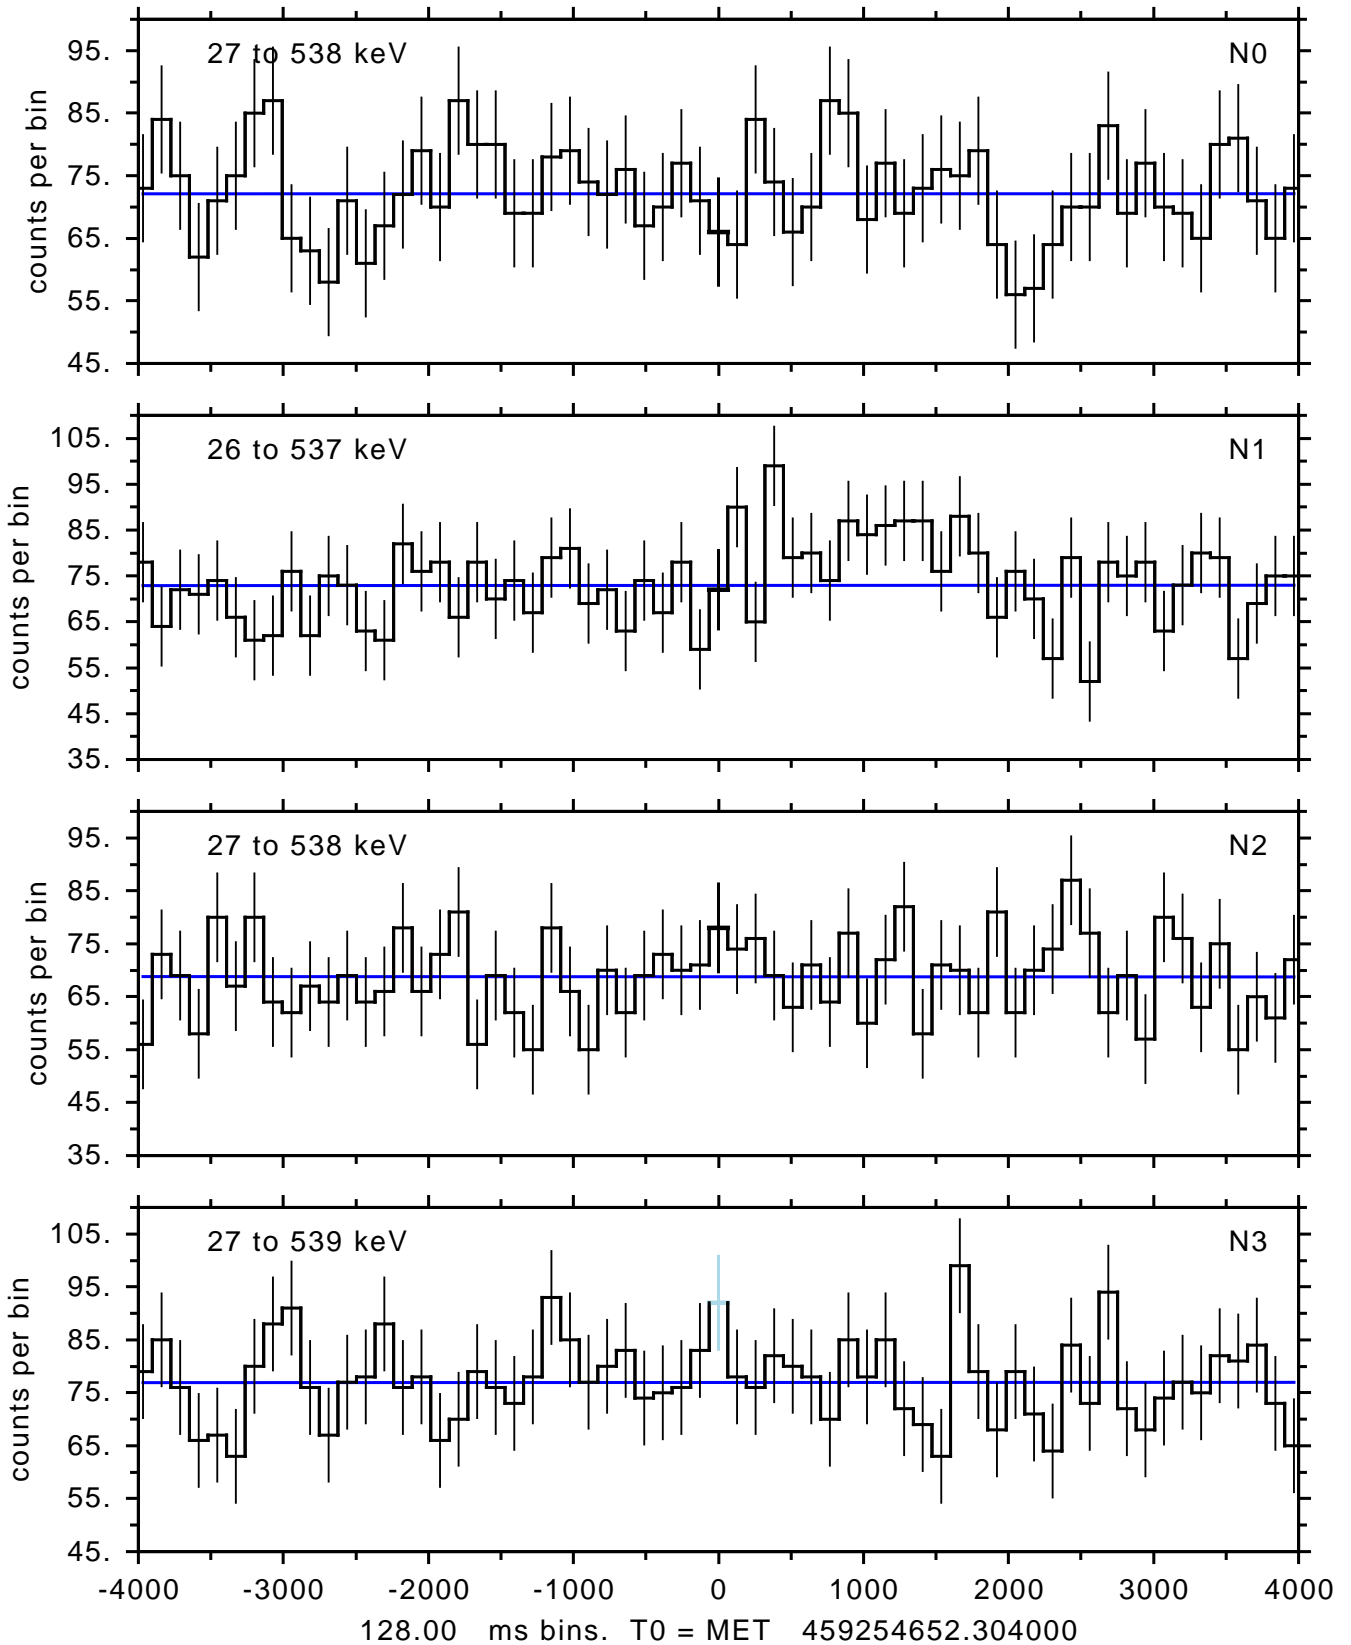 27 to 538 keV N0
95.
85.
75.
65.
55.
45.
counts per bin
26 to 537 keV N1
105.
95.
85.
75.
65.
55.
45.
35.
counts per bin
27 to 538 keV N2
95.
85.
75.
65.
55.
45.
35.
counts per bin
27 to 539 keV N3
105.
95.
85.
75.
65.
55.
45.
counts per bin
-4000 -3000 -2000 -1000 0 1000 2000 3000 4000
128.00 ms bins. T0 = MET 459254652.304000